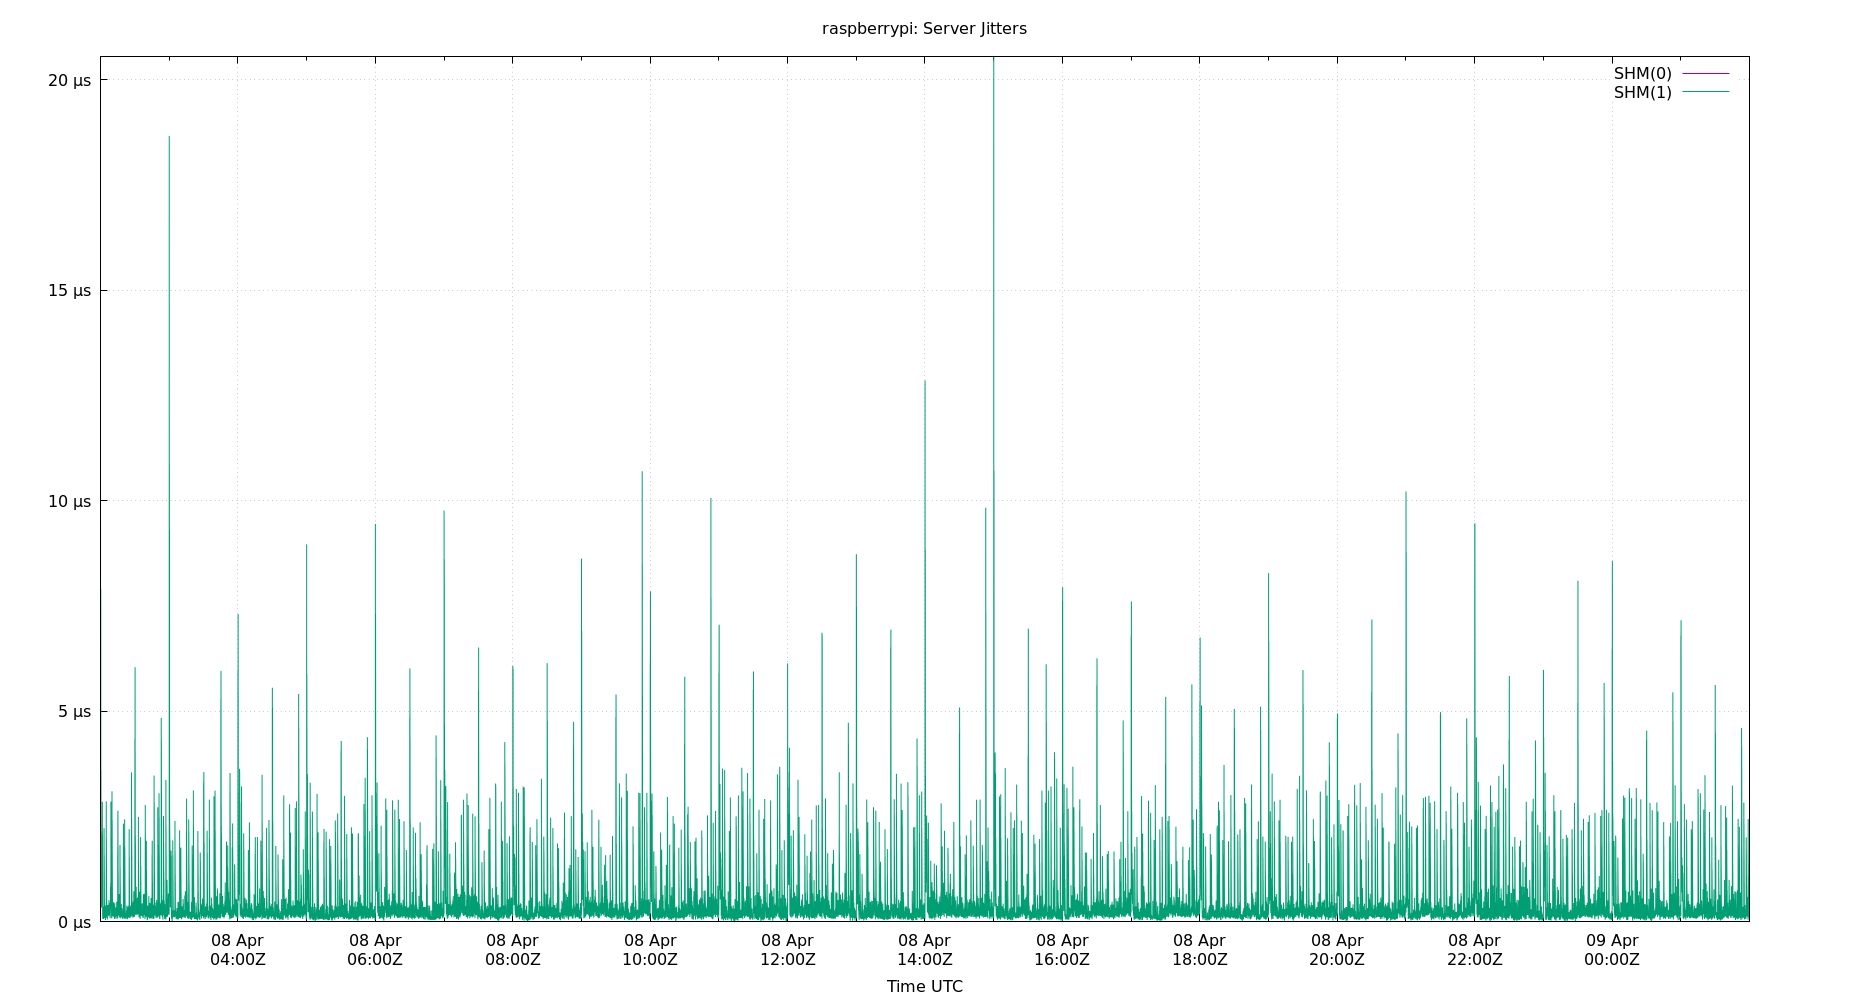 raspberrypi: Server Jitters
SHM(0)
SHM(1)
20 µs
15 µs
10 µs
5 µs
0 µs
08 Apr 08 Apr 08 Apr 08 Apr 08 Apr 08 Apr 08 Apr 08 Apr 08 Apr 08 Apr 09 Apr
04:00Z 06:00Z 08:00Z 10:00Z 12:00Z 14:00Z 16:00Z 18:00Z 20:00Z 22:00Z 00:00Z
Time UTC